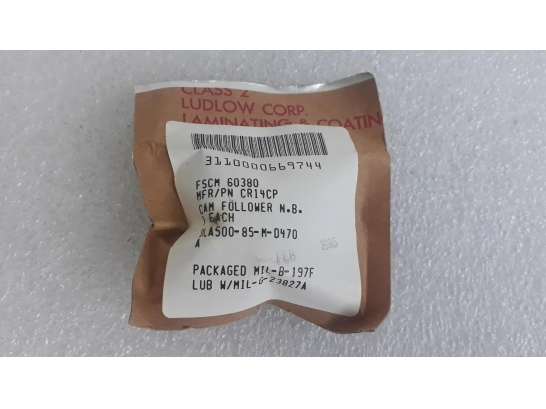 CLASS 2
LUDLOW CORP.
LAMINATING & COATIN
3110000669744
FSCM 60380
MFR/PN CR14CP
CAM FOLLOWER N.B.
1 EACH
DLA500-85-M-D470
A
PACKAGED MIL-B-197F
LUB W/MIL-G-23827A